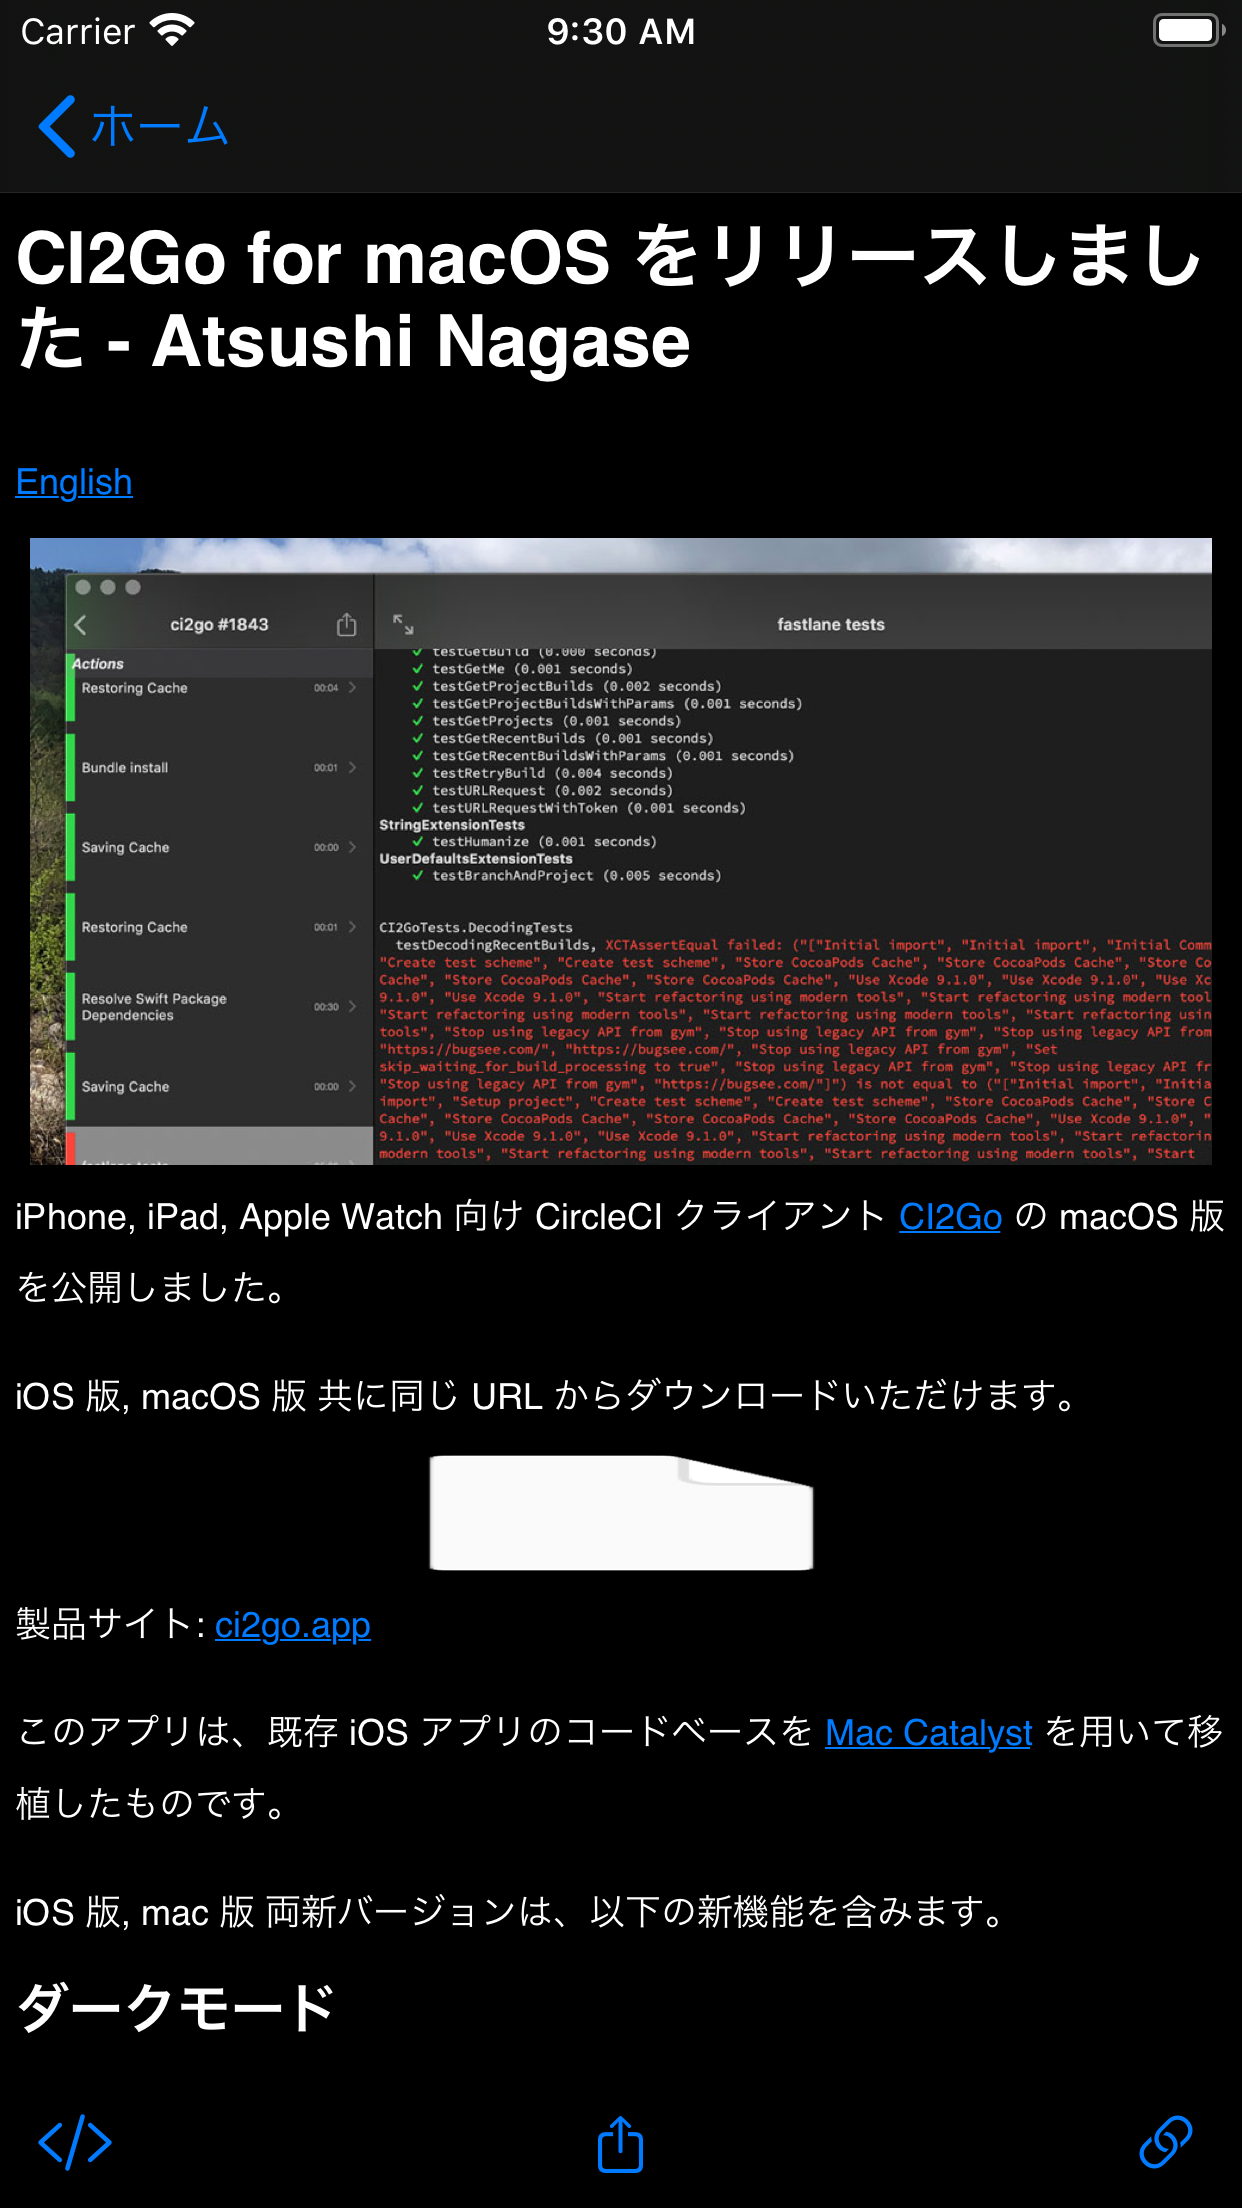 Carrier
9:30 AM
ホーム
CI2Go for macOS をリリースしまし
た - Atsushi Nagase
English
ci2go #1843
fastlane tests
Actions
Restoring Cache 00:04
Bundle install 00:01
Saving Cache 00:00
Restoring Cache 00:01
Resolve Swift Package
Dependencies 00:30
Saving Cache 00:00
testGetBuild (0.000 seconds)
✓ testGetMe (0.001 seconds)
✓ testGetProjectBuilds (0.002 seconds)
✓ testGetProjectBuildsWithParams (0.001 seconds)
✓ testGetProjects (0.001 seconds)
✓ testGetRecentBuilds (0.001 seconds)
✓ testGetRecentBuildsWithParams (0.001 seconds)
✓ testRetryBuild (0.004 seconds)
✓ testURLRequest (0.002 seconds)
✓ testURLRequestWithToken (0.001 seconds)
StringExtensionTests
✓ testHumanize (0.001 seconds)
UserDefaultsExtensionTests
✓ testBranchAndProject (0.005 seconds)
CI2GoTests.DecodingTests
testDecodingRecentBuilds, XCTAssertEqual failed: ("["Initial import", "Initial import", "Initial Comm
"Create test scheme", "Create test scheme", "Store CocoaPods Cache", "Store CocoaPods Cache", "Store Co
Cache", "Store CocoaPods Cache", "Store CocoaPods Cache", "Use Xcode 9.1.0", "Use Xcode 9.1.0", "Use Xc
9.1.0", "Use Xcode 9.1.0", "Start refactoring using modern tools", "Start refactoring using modern tool
"Start refactoring using modern tools", "Start refactoring using modern tools", "Start refactoring usin
tools", "Stop using legacy API from gym", "Stop using legacy API from gym", "Stop using legacy API from
"https://bugsee.com/", "https://bugsee.com/", "Stop using legacy API from gym", "Set
skip_waiting_for_build_processing to true", "Stop using legacy API from gym", "Stop using legacy API fr
"Stop using legacy API from gym", "https://bugsee.com/"]") is not equal to ("["Initial import", "Initia
import", "Setup project", "Create test scheme", "Create test scheme", "Store CocoaPods Cache", "Store C
Cache", "Store CocoaPods Cache", "Store CocoaPods Cache", "Store CocoaPods Cache", "Use Xcode 9.1.0", "
9.1.0", "Use Xcode 9.1.0", "Use Xcode 9.1.0", "Start refactoring using modern tools", "Start refactorin
modern tools", "Start refactoring using modern tools", "Start refactoring using modern tools", "Start
iPhone, iPad, Apple Watch 向け CircleCI クライアント CI2Go の macOS 版
を公開しました。
iOS 版, macOS 版 共に同じ URL からダウンロードいただけます。
製品サイト: ci2go.app
このアプリは、既存 iOS アプリのコードベースを Mac Catalyst を用いて移
植したものです。
iOS 版, mac 版 両新バージョンは、以下の新機能を含みます。
ダークモード